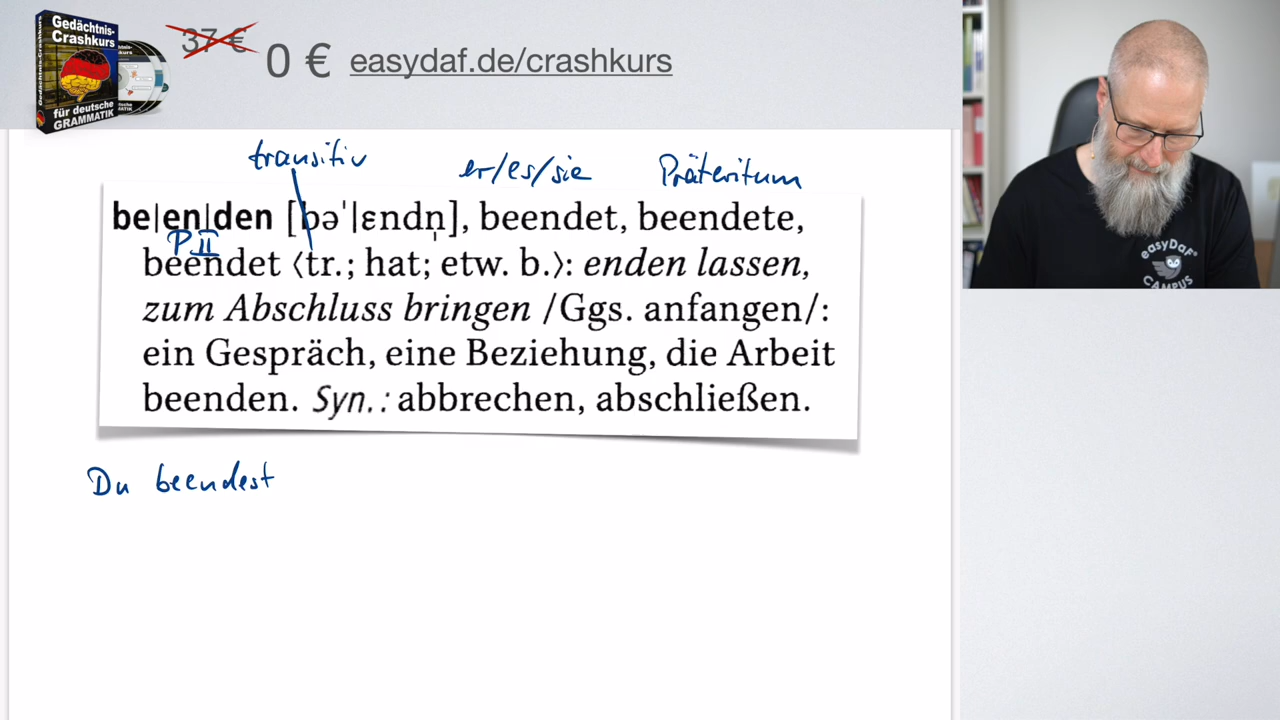 Gedächtnis-
Crashkurs
für deutsche
GRAMMATIK
37 €
0 € easydaf.de/crashkurs
transitiv er/es/sie Präteritum
be|en|den [bəˈ|ɛndn̩], beendet, beendete,
P II
beendet ⟨tr.; hat; etw. b.⟩: enden lassen,
zum Abschluss bringen /Ggs. anfangen/:
ein Gespräch, eine Beziehung, die Arbeit
beenden. Syn.: abbrechen, abschließen.
Du beendest
easyDaF
CAMPUS